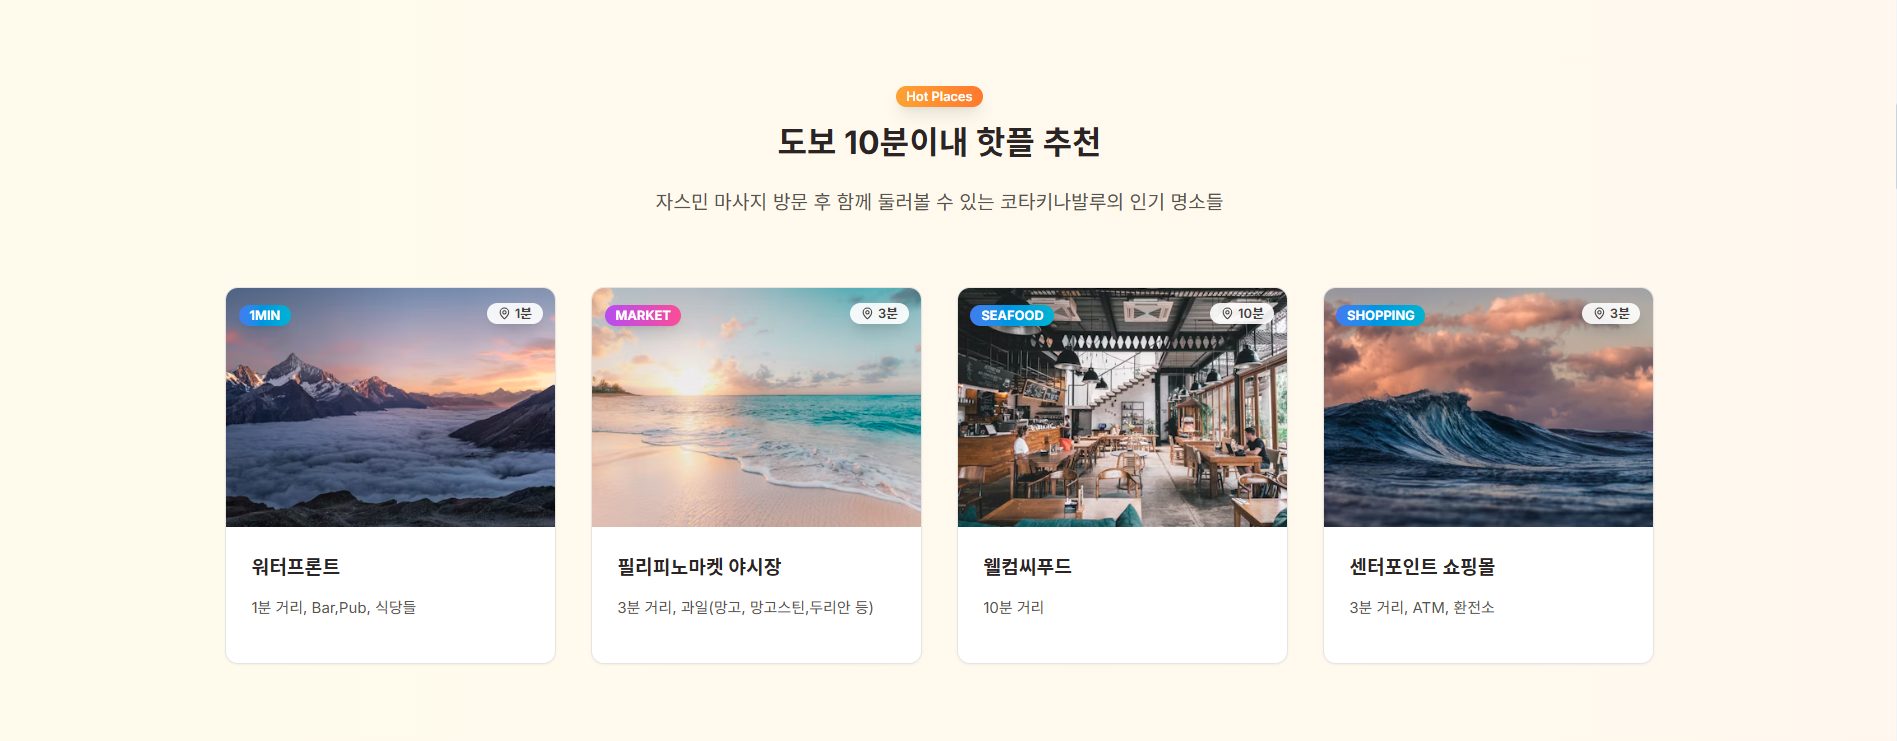 Hot Places
도보 10분이내 핫플 추천
자스민 마사지 방문 후 함께 둘러볼 수 있는 코타키나발루의 인기 명소들
1MIN
1분
워터프론트
1분 거리, Bar,Pub, 식당들
MARKET
3분
필리피노마켓 야시장
3분 거리, 과일(망고, 망고스틴,두리안 등)
SEAFOOD
10분
웰컴씨푸드
10분 거리
SHOPPING
3분
센터포인트 쇼핑몰
3분 거리, ATM, 환전소